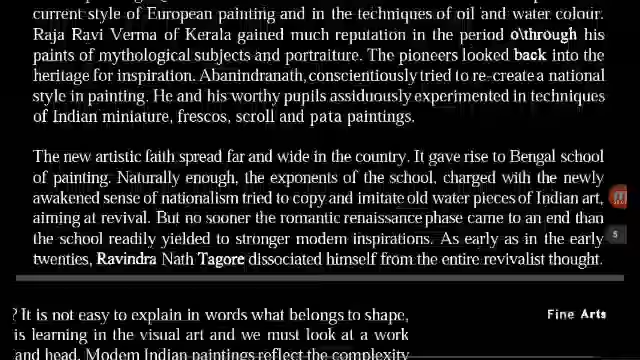 current style of European painting and in the techniques of oil and water colour.
Raja Ravi Verma of Kerala gained much reputation in the period o\through his
paints of mythological subjects and portraiture. The pioneers looked back into the
heritage for inspiration. Abanindranath, conscientiously tried to re-create a national
style in painting. He and his worthy pupils assiduously experimented in techniques
of Indian miniature, frescos, scroll and pata paintings.
The new artistic faith spread far and wide in the country. It gave rise to Bengal school
of painting. Naturally enough, the exponents of the school, charged with the newly
awakened sense of nationalism tried to copy and imitate old water pieces of Indian art,
aiming at revival. But no sooner the romantic renaissance phase came to an end than
the school readily yielded to stronger modem inspirations. As early as in the early
twenties, Ravindra Nath Tagore dissociated himself from the entire revivalist thought.
5
Fine Arts
? It is not easy to explain in words what belongs to shape,
is learning in the visual art and we must look at a work
and head. Modem Indian paintings reflect the complexity